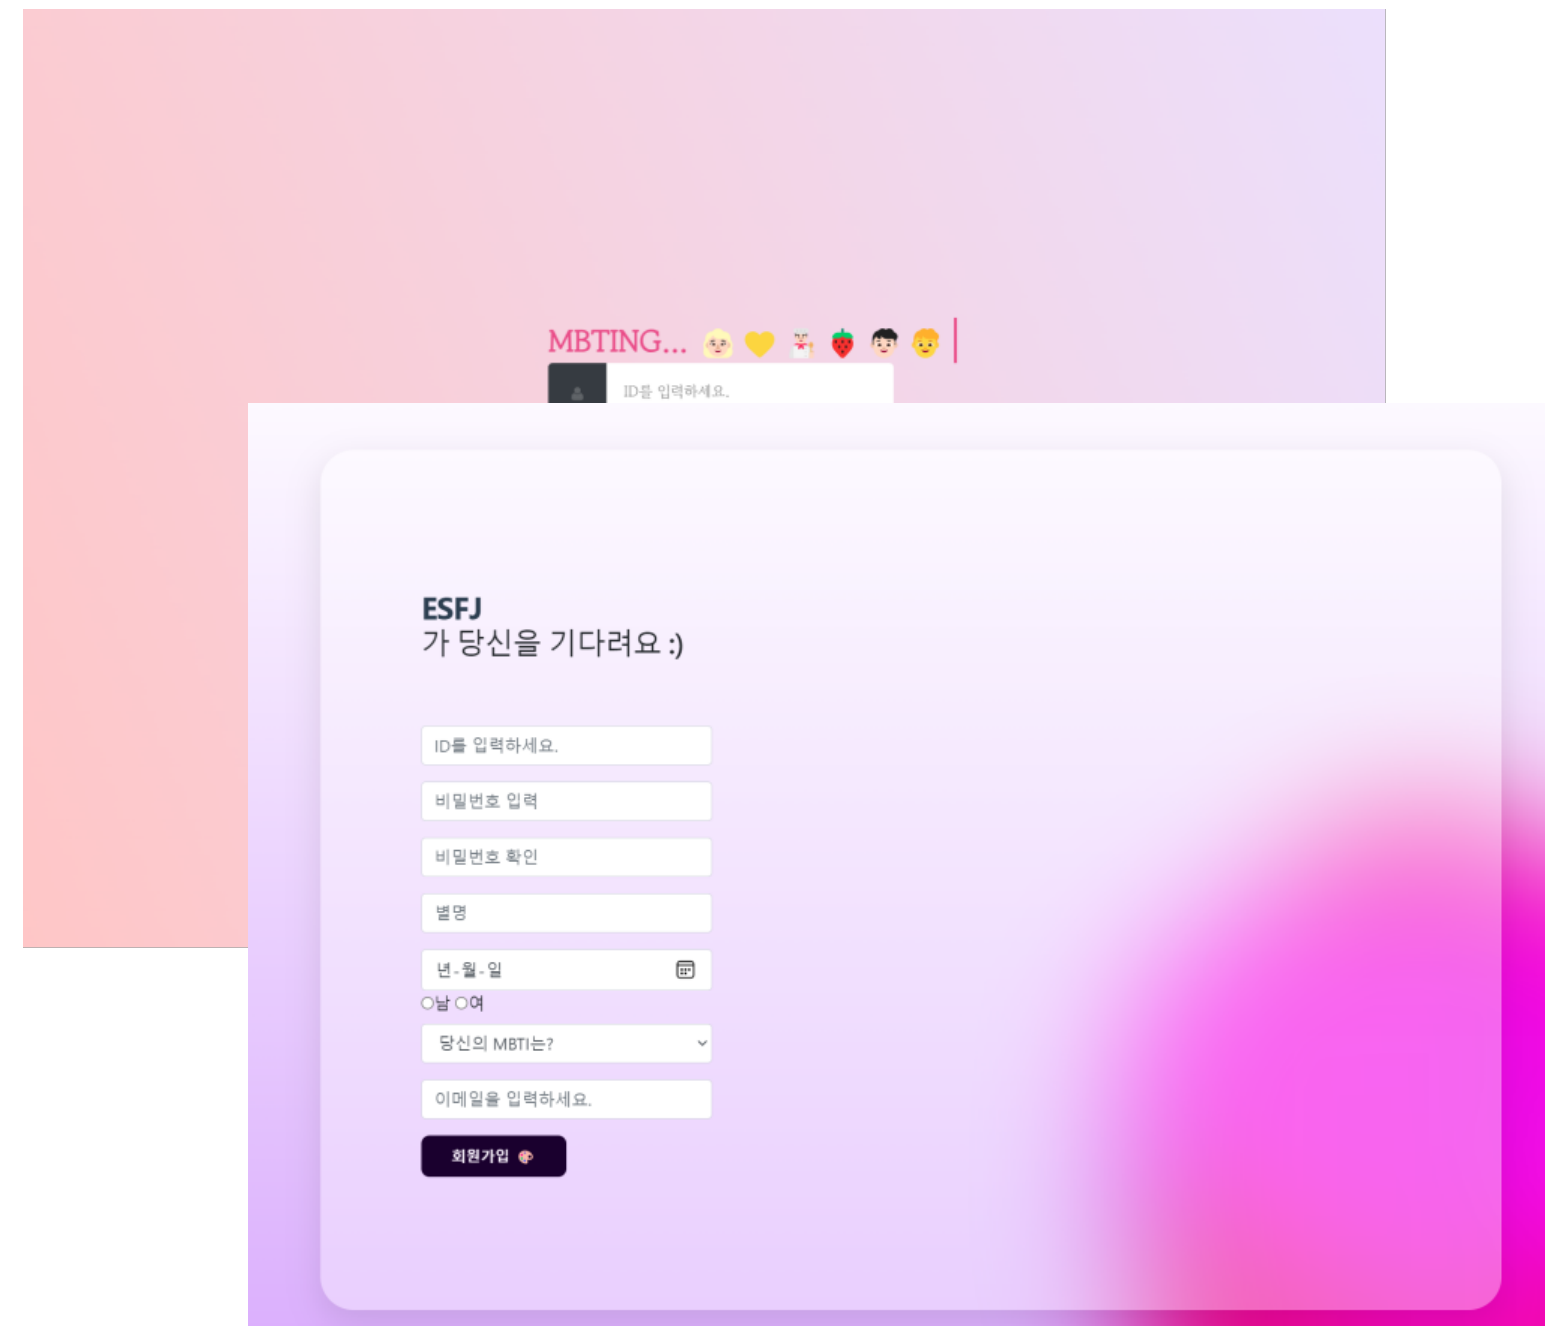 MBTING...
ID를 입력하세요.
ESFJ
가 당신을 기다려요 :)
ID를 입력하세요.
비밀번호 입력
비밀번호 확인
별명
년-월-일
남 여
당신의 MBTI는?
이메일을 입력하세요.
회원가입